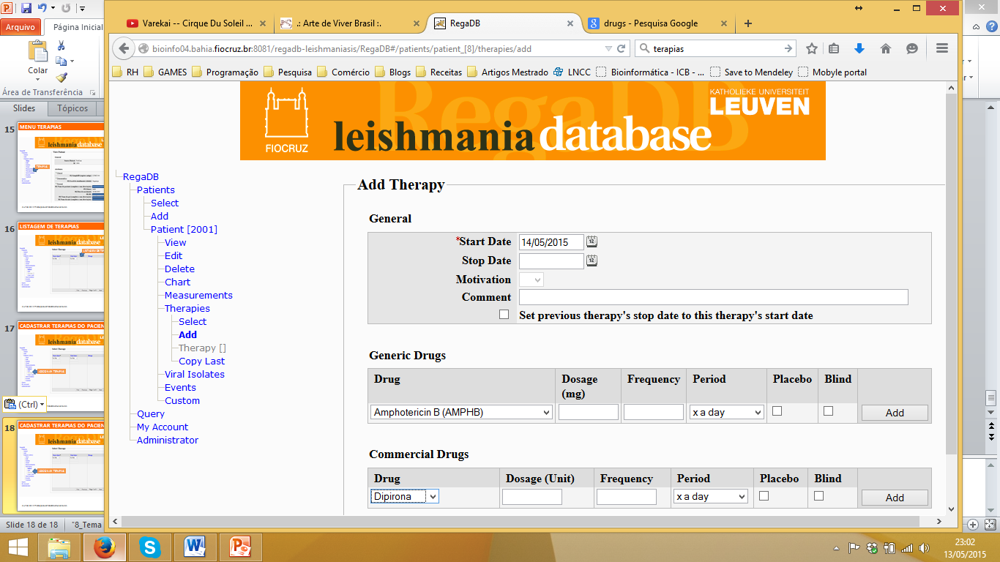 Arquivo
Página Inicial
Colar
Área de Transferência
Slides
Tópicos
15
MENU TERAPIAS
16
LISTAGEM DE TERAPIAS
17
CADASTRAR TERAPIAS DO PACIEN
(Ctrl)
18
CADASTRAR TERAPIAS DO PACIEN
Slide 18 de 18
"8_Tema
Varekai -- Cirque Du Soleil ...
.: Arte de Viver Brasil :.
RegaDB
drugs - Pesquisa Google
bioinfo04.bahia.fiocruz.br:8081/regadb-leishmaniasis/RegaDB#/patients/patient_[8]/therapies/add
terapias
RH
GAMES
Programação
Pesquisa
Comércio
Blogs
Receitas
Artigos Mestrado
LNCC
Bioinformática - ICB - ...
Save to Mendeley
Mobyle portal
RegaDB
FIOCRUZ
leishmania database
KATHOLIEKE UNIVERSITEIT
LEUVEN
RegaDB
Patients
Select
Add
Patient [2001]
View
Edit
Delete
Chart
Measurements
Therapies
Select
Add
Therapy []
Copy Last
Viral Isolates
Events
Custom
Query
My Account
Administrator
Add Therapy
General
*Start Date 14/05/2015 12
Stop Date 12
Motivation
Comment
Set previous therapy's stop date to this therapy's start date
Generic Drugs
Drug Dosage (mg) Frequency Period Placebo Blind
Amphotericin B (AMPHB) x a day Add
Commercial Drugs
Drug Dosage (Unit) Frequency Period Placebo Blind
Dipirona x a day Add
23:02
13/05/2015